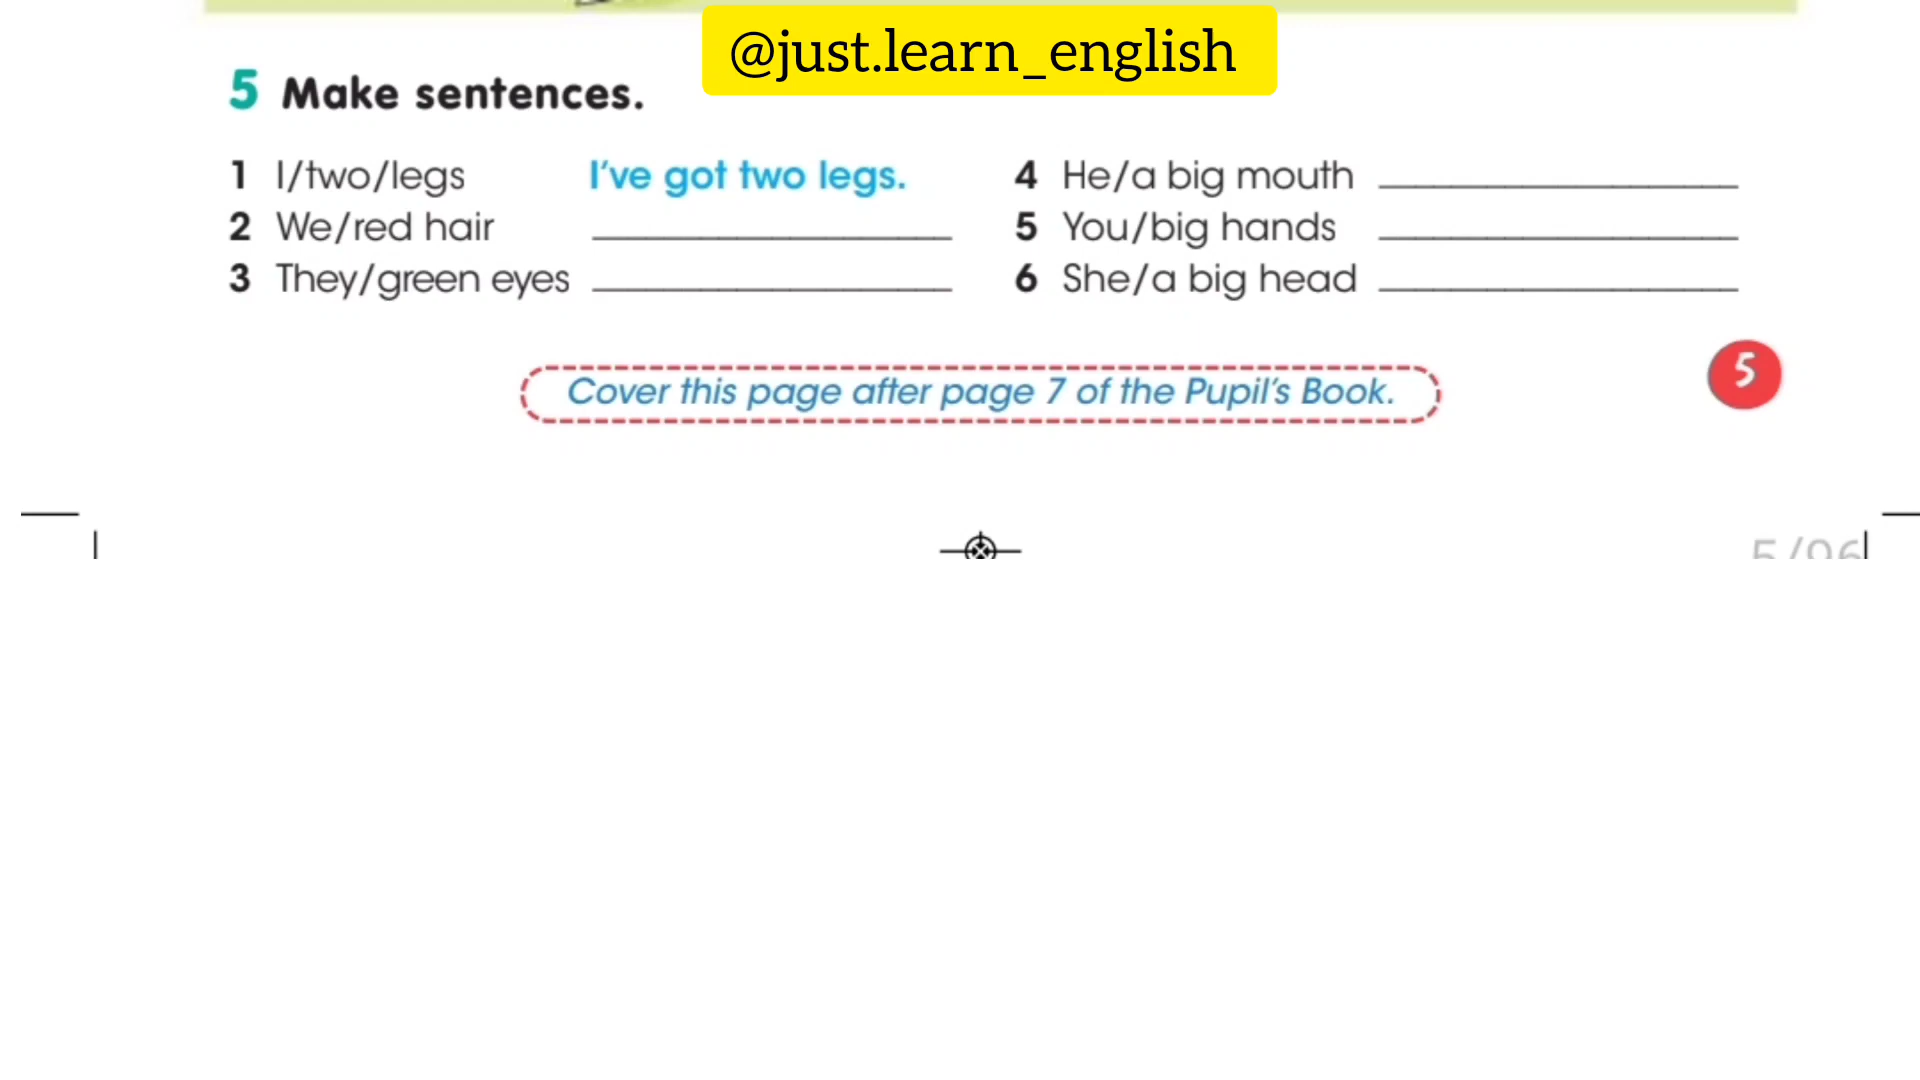 @just.learn_english
5 Make sentences.
1 I/two/legs I've got two legs.
2 We/red hair
3 They/green eyes
4 He/a big mouth
5 You/big hands
6 She/a big head
Cover this page after page 7 of the Pupil's Book.
5
5/96